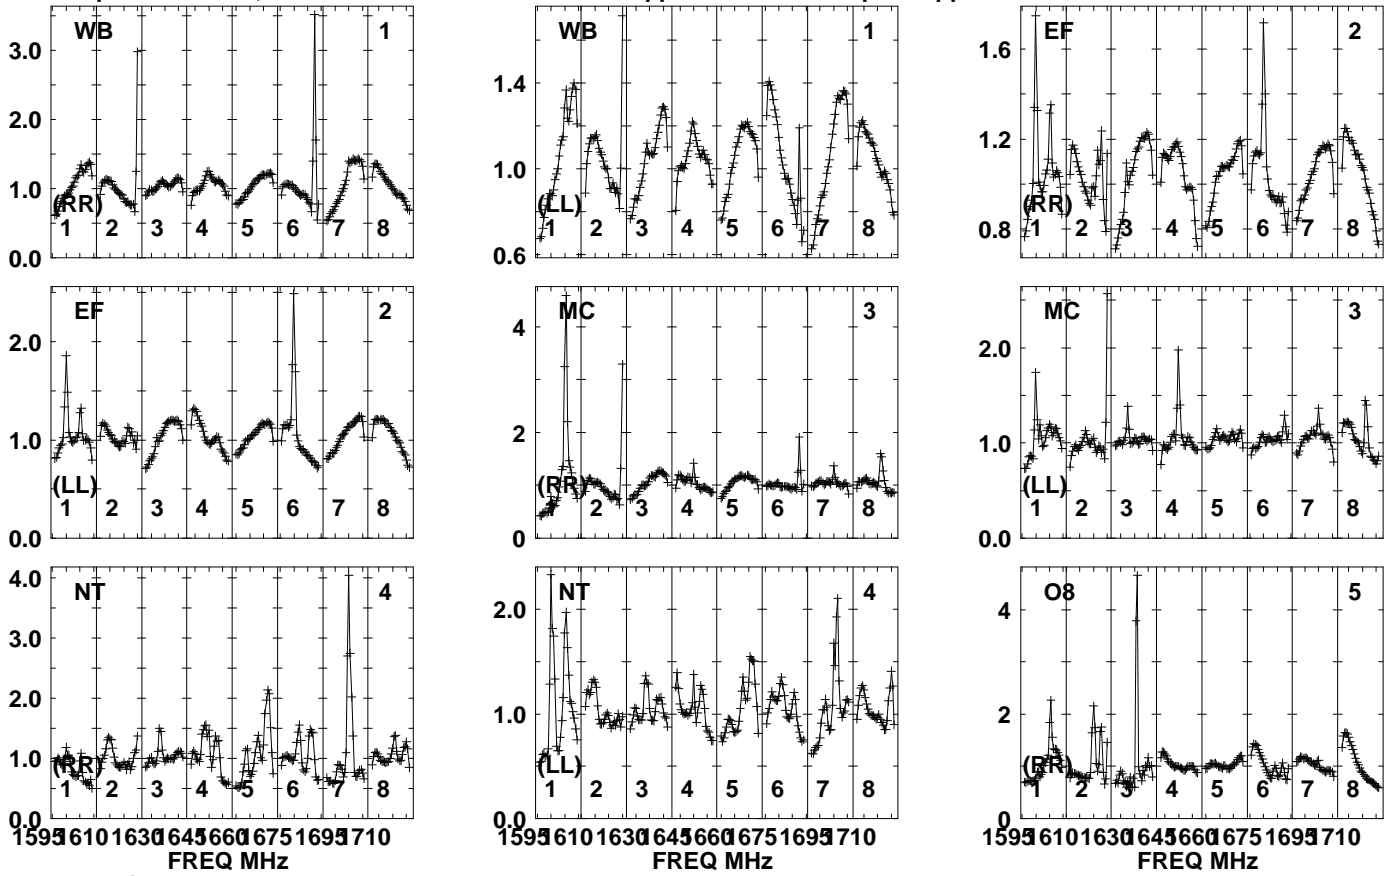 WB 1
3.0
2.0
1.0
0.0
(RR)
1 2 3 4 5 6 7 8
WB 1
1.4
1.0
0.6
(LL)
1 2 3 4 5 6 7 8
EF 2
1.6
1.2
0.8
(RR)
1 2 3 4 5 6 7 8
EF 2
2.0
1.0
0.0
(LL)
1 2 3 4 5 6 7 8
MC 3
4
2
0
(RR)
1 2 3 4 5 6 7 8
MC 3
2.0
1.0
0.0
(LL)
1 2 3 4 5 6 7 8
NT 4
4.0
3.0
2.0
1.0
0.0
(RR)
1 2 3 4 5 6 7 8
1595 1610 1630 1645 1660 1675 1695 1710
FREQ MHz
NT 4
2.0
1.0
0.0
(LL)
1 2 3 4 5 6 7 8
1595 1610 1630 1645 1660 1675 1695 1710
FREQ MHz
O8 5
4
2
0
(RR)
1 2 3 4 5 6 7 8
1595 1610 1630 1645 1660 1675 1695 1710
FREQ MHz